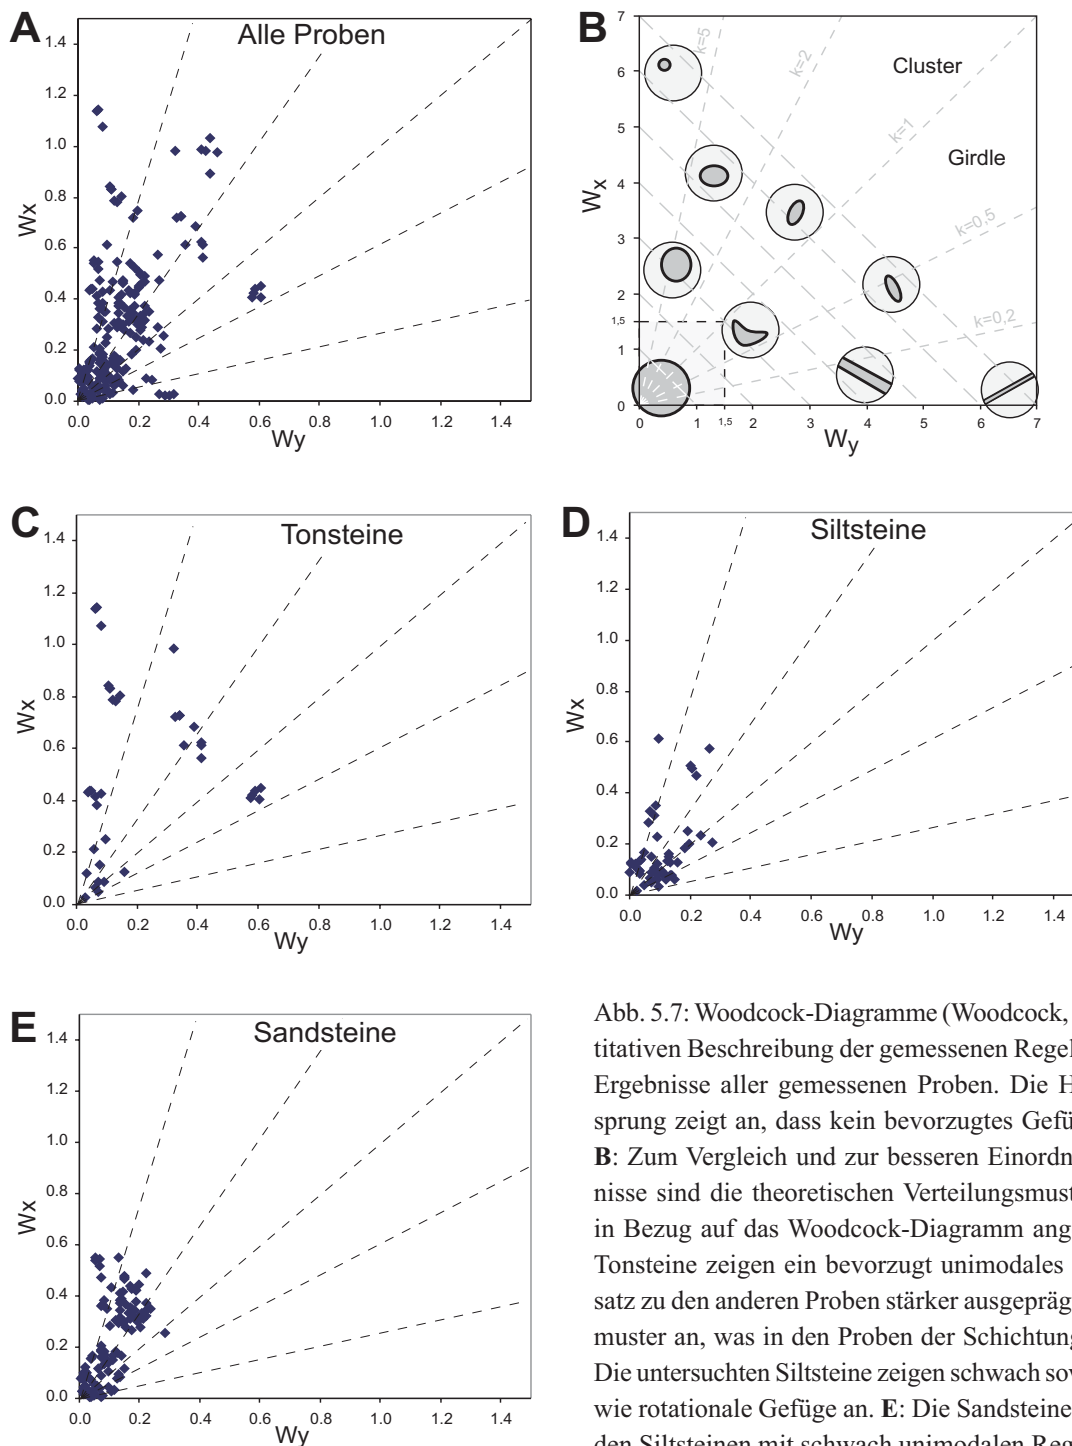 A
Alle Proben
1.4
1.2
1.0
0.8
0.6
0.4
0.2
0.0
Wx
0.0 0.2 0.4 0.6 0.8 1.0 1.2 1.4
Wy
B
7
6
5
4
3
2
1,5
1
0
Wx
k=5
k=2
k=1
k=0,5
k=0,2
Cluster
Girdle
0 1 1,5 2 3 4 5 6 7
Wy
C
Tonsteine
1.4
1.2
1.0
0.8
0.6
0.4
0.2
0.0
Wx
0.0 0.2 0.4 0.6 0.8 1.0 1.2 1.4
Wy
D
Siltsteine
1.4
1.2
1.0
0.8
0.6
0.4
0.2
0.0
Wx
0.0 0.2 0.4 0.6 0.8 1.0 1.2 1.4
Wy
E
Sandsteine
1.4
1.2
1.0
0.8
0.6
0.4
0.2
0.0
Wx
0.0 0.2 0.4 0.6 0.8 1.0 1.2 1.4
Wy
Abb. 5.7: Woodcock-Diagramme (Woodcock,
titativen Beschreibung der gemessenen Regel
Ergebnisse aller gemessenen Proben. Die H
sprung zeigt an, dass kein bevorzugtes Gefü
B: Zum Vergleich und zur besseren Einordn
nisse sind die theoretischen Verteilungsmust
in Bezug auf das Woodcock-Diagramm ang
Tonsteine zeigen ein bevorzugt unimodales
satz zu den anderen Proben stärker ausgepräg
muster an, was in den Proben der Schichtung
Die untersuchten Siltsteine zeigen schwach sov
wie rotationale Gefüge an. E: Die Sandsteine
den Siltsteinen mit schwach unimodalen Reg